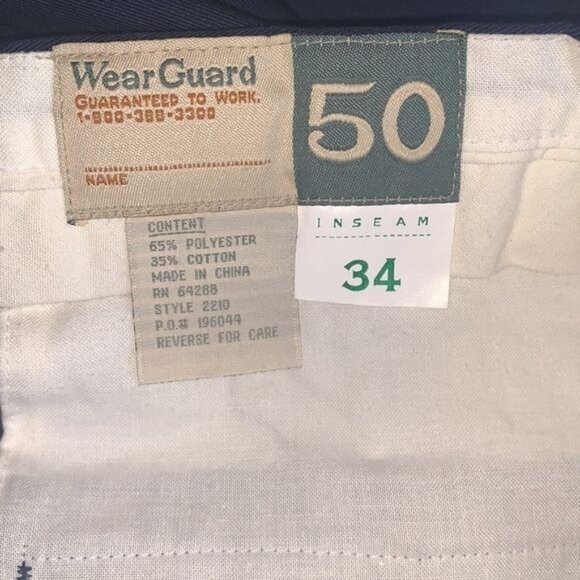 WearGuard
GUARANTEED TO WORK.
1-800-388-3300
NAME
50
INSEAM
34
CONTENT
65% POLYESTER
35% COTTON
MADE IN CHINA
RN 64288
STYLE 2210
P.O.# 196044
REVERSE FOR CARE